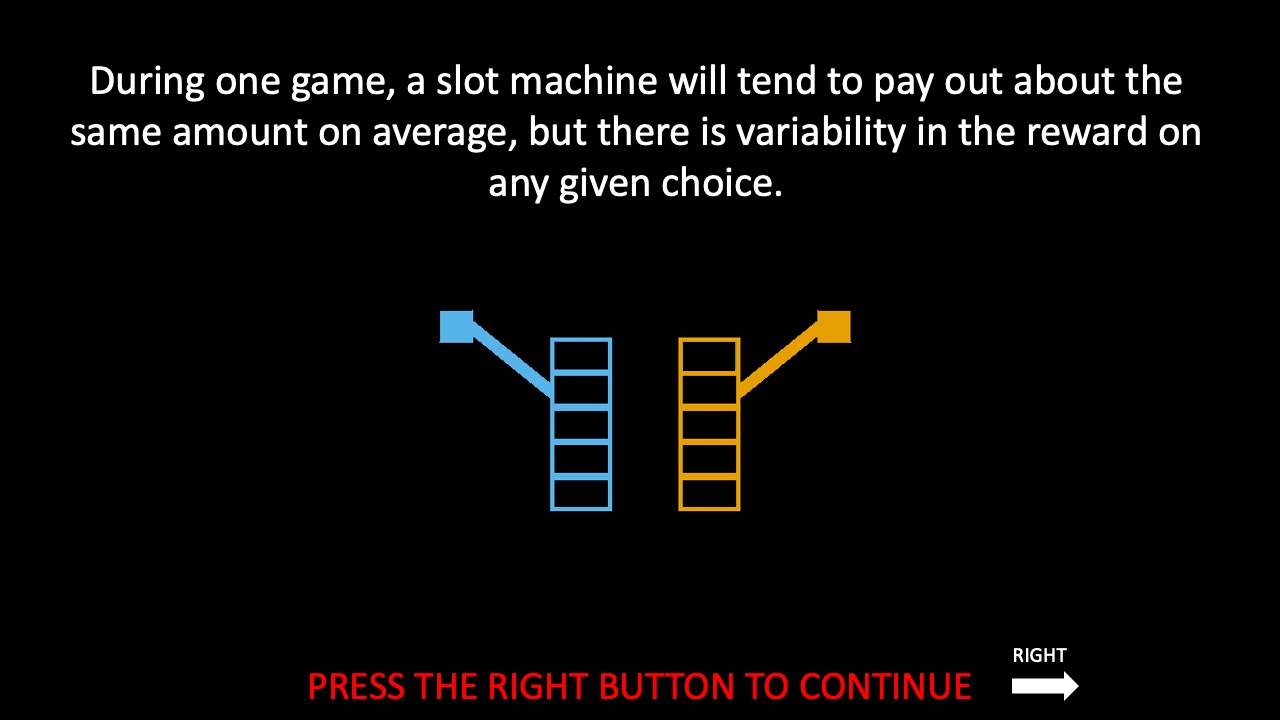 During one game, a slot machine will tend to pay out about the
same amount on average, but there is variability in the reward on
any given choice.
RIGHT
PRESS THE RIGHT BUTTON TO CONTINUE